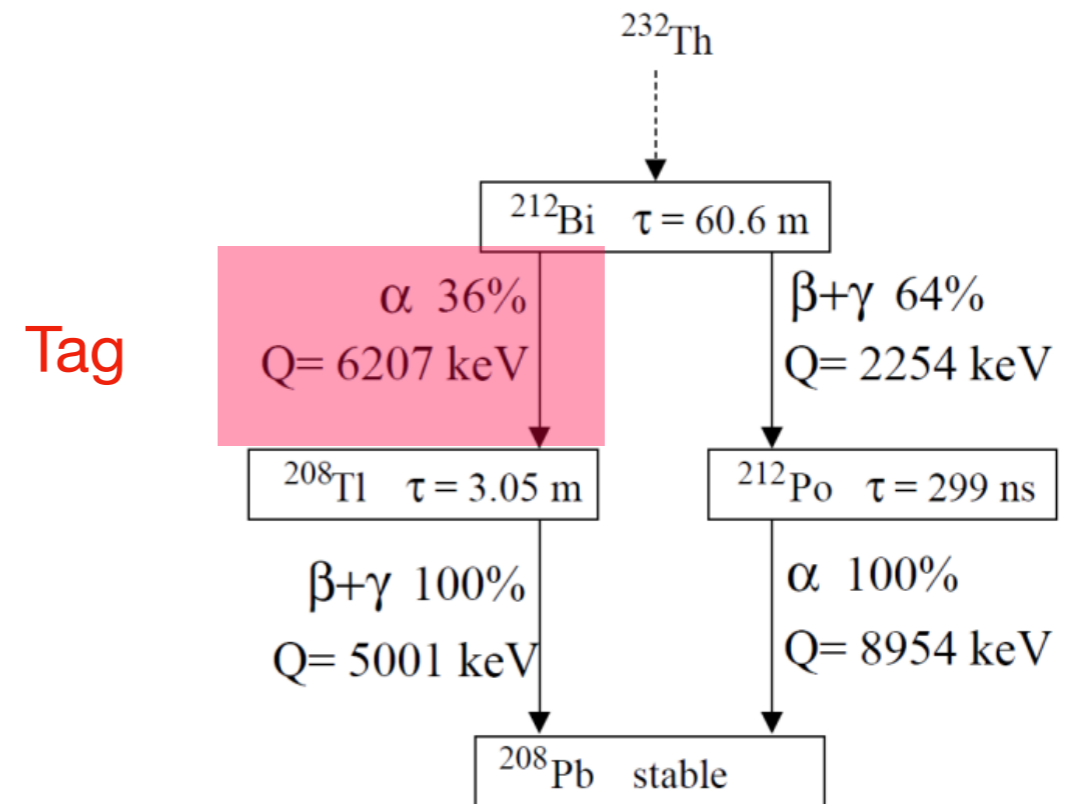 ²³²Th
²¹²Bi τ = 60.6 m
α 36%
Q= 6207 keV
β+γ 64%
Q= 2254 keV
Tag
²⁰⁸Tl τ = 3.05 m
²¹²Po τ = 299 ns
β+γ 100%
Q= 5001 keV
α 100%
Q= 8954 keV
²⁰⁸Pb stable